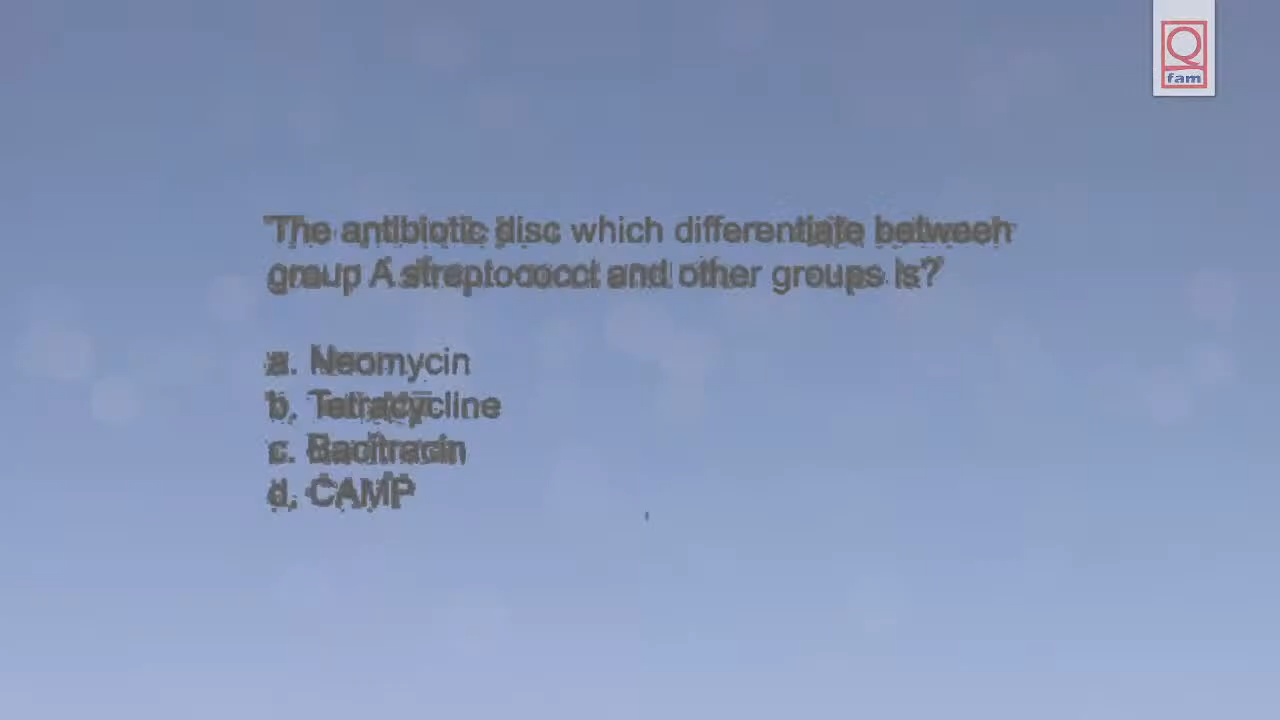 Q
fam
The antibiotic disc which differentiate between
group A streptococci and other groups is?
a. Neomycin
b. Tetracycline
c. Bacitracin
d. CAMP